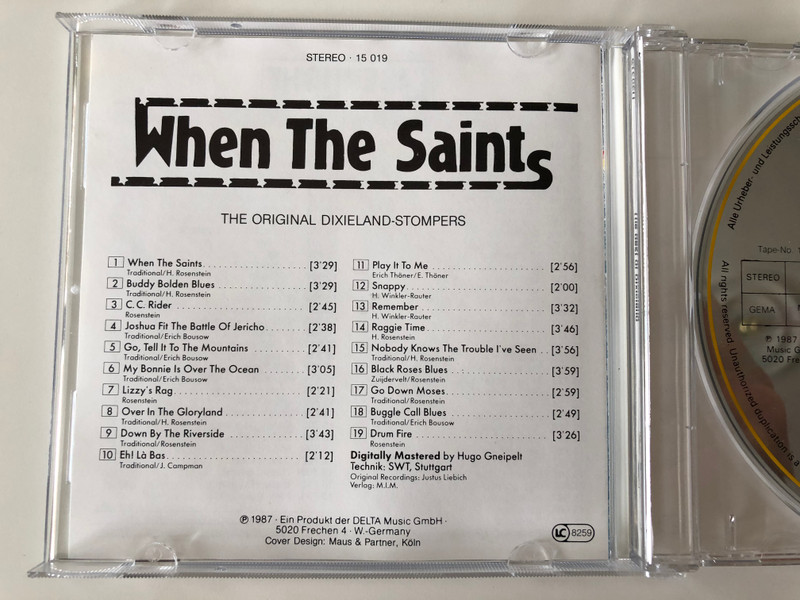 STEREO · 15 019
When The Saints
THE ORIGINAL DIXIELAND-STOMPERS
1 When The Saints [3'29]
Traditional/H. Rosenstein
2 Buddy Bolden Blues [3'29]
Traditional/H. Rosenstein
3 C.C. Rider [2'45]
Rosenstein
4 Joshua Fit The Battle Of Jericho [2'38]
Traditional/Erich Bousow
5 Go, Tell It To The Mountains [2'41]
Traditional/Erich Bousow
6 My Bonnie Is Over The Ocean [3'05]
Traditional/Erich Bousow
7 Lizzy's Rag [2'21]
Rosenstein
8 Over In The Gloryland [2'41]
Traditional/H. Rosenstein
9 Down By The Riverside [3'43]
Traditional/Rosenstein
10 Eh! Là Bas [2'12]
Traditional/J. Campman
11 Play It To Me [2'56]
Erich Thöner/E. Thöner
12 Snappy [2'00]
H. Winkler-Rauter
13 Remember [3'32]
H. Winkler-Rauter
14 Raggie Time [3'46]
H. Rosenstein
15 Nobody Knows The Trouble I've Seen [3'56]
Traditional/H. Rosenstein
16 Black Roses Blues [3'59]
Zuijdervelt/Rosenstein
17 Go Down Moses [2'59]
Traditional/Rosenstein
18 Buggle Call Blues [2'49]
Traditional/Erich Bousow
19 Drum Fire [3'26]
Rosenstein
Digitally Mastered by Hugo Gneipelt
Technik: SWT, Stuttgart
Original Recordings: Justus Liebich
Verlag: M.I.M.
℗ 1987 · Ein Produkt der DELTA Music GmbH ·
5020 Frechen 4 · W.-Germany
Cover Design: Maus & Partner, Köln
LC 8259
Alle Urheber- und
Tape-No.
STEREO
GEMA
℗ 1987
Music
5020
All rights reserved. Unauthorized duplication is a